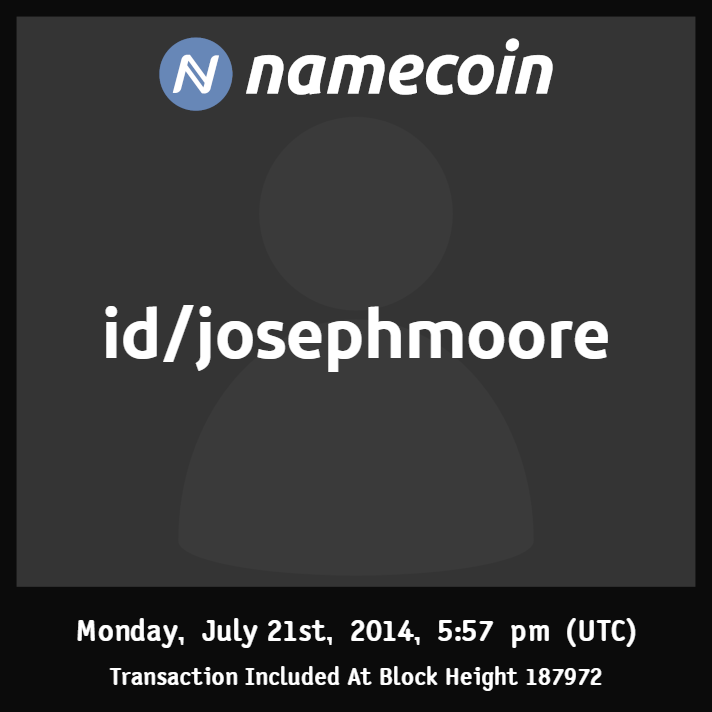 namecoin
id/josephmoore
Monday, July 21st, 2014, 5:57 pm (UTC)
Transaction Included At Block Height 187972